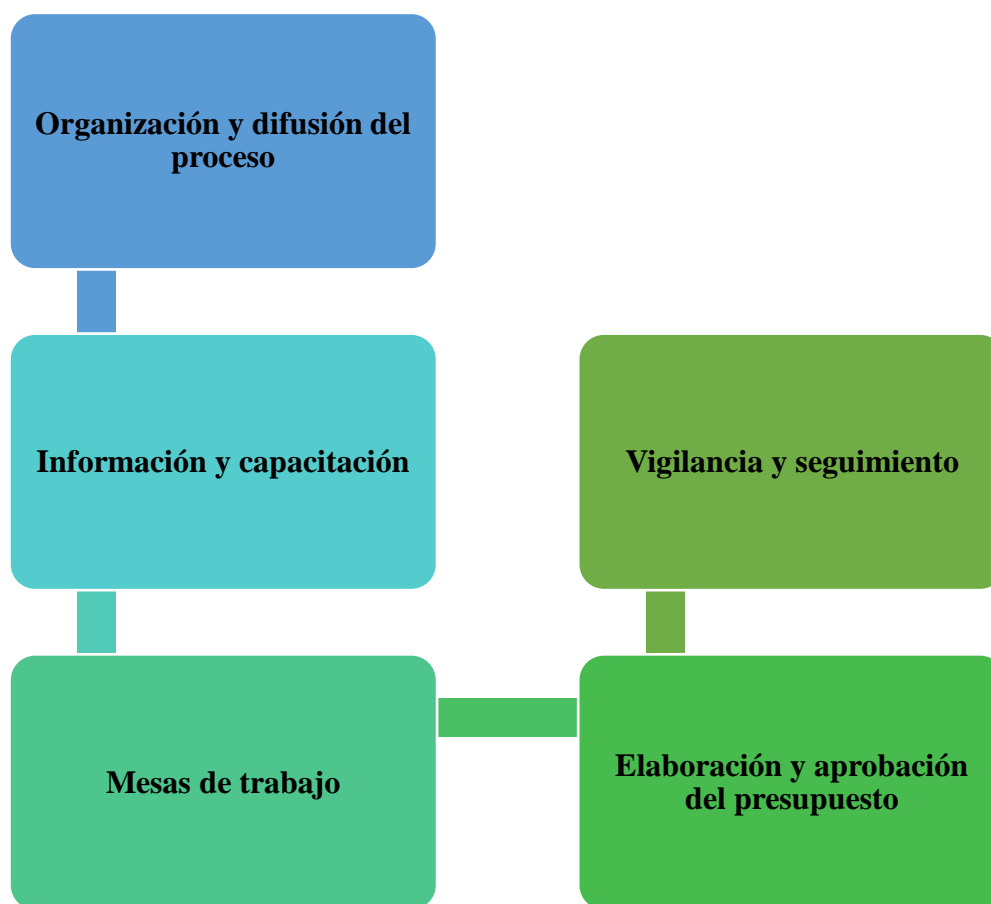 Organización y difusión del
proceso
Información y capacitación
Mesas de trabajo
Elaboración y aprobación
del presupuesto
Vigilancia y seguimiento